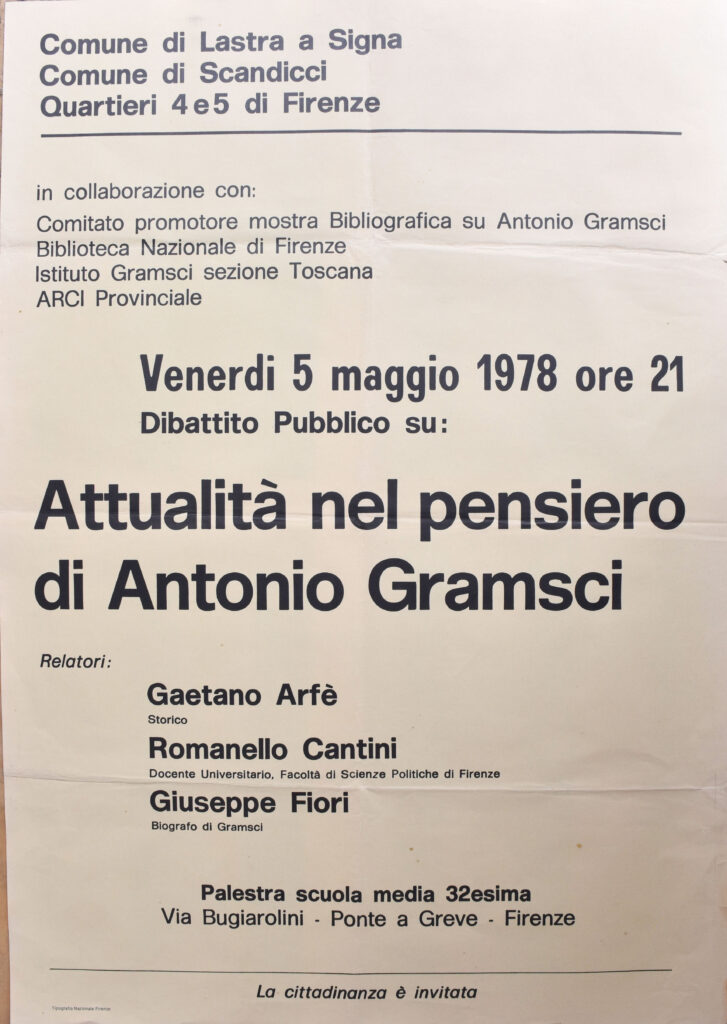 Comune di Lastra a Signa
Comune di Scandicci
Quartieri 4 e 5 di Firenze
in collaborazione con:
Comitato promotore mostra Bibliografica su Antonio Gramsci
Biblioteca Nazionale di Firenze
Istituto Gramsci sezione Toscana
ARCI Provinciale
Venerdi 5 maggio 1978 ore 21
Dibattito Pubblico su:
Attualità nel pensiero
di Antonio Gramsci
Relatori:
Gaetano Arfè
Storico
Romanello Cantini
Docente Universitario, Facoltà di Scienze Politiche di Firenze
Giuseppe Fiori
Biografo di Gramsci
Palestra scuola media 32esima
Via Bugiarolini - Ponte a Greve - Firenze
La cittadinanza è invitata
Tipografia Nazionale Firenze